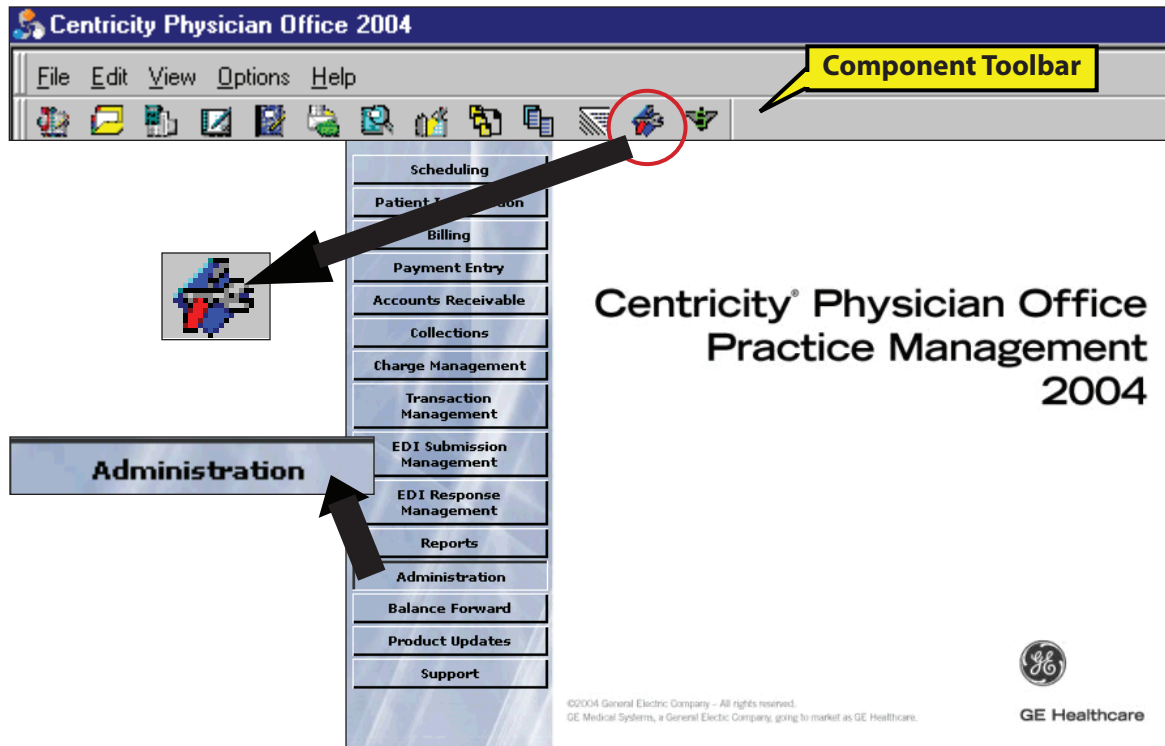 Centricity Physician Office 2004
File Edit View Options Help
Component Toolbar
Scheduling
Patient
Billing
Payment Entry
Accounts Receivable
Collections
Charge Management
Transaction
Management
EDI Submission
Management
EDI Response
Management
Reports
Administration
Balance Forward
Product Updates
Support
Administration
Centricity® Physician Office
Practice Management
2004
©2004 General Electric Company – All rights reserved.
GE Medical Systems, a General Electic Company, going to market as GE Healthcare.
GE
GE Healthcare